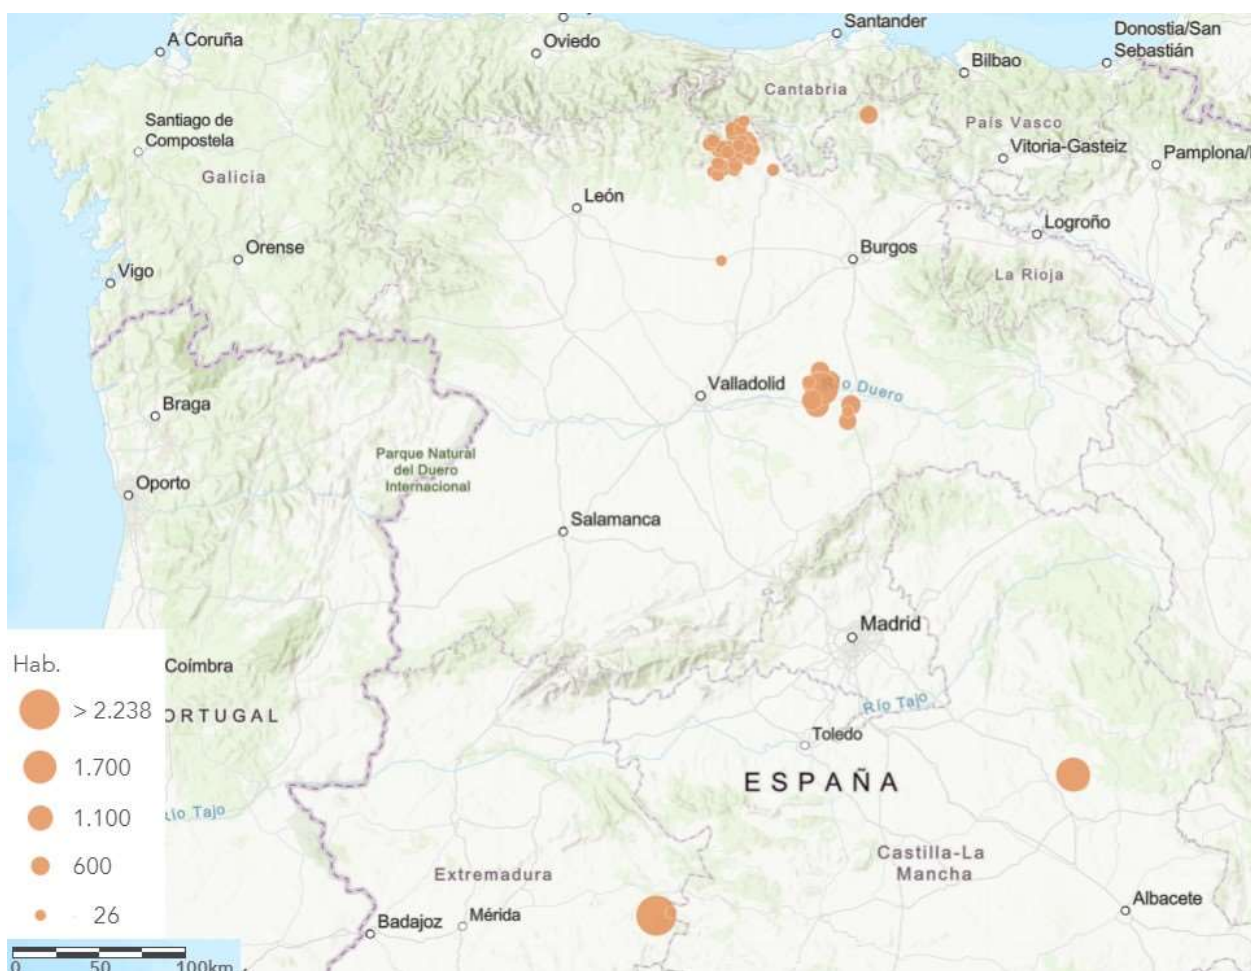 Santander
Donostia/San
Sebastián
A Coruña
Oviedo
Bilbao
Cantabria
País Vasco
Santiago de
Compostela
Vitoria-Gasteiz
Pamplona/
Galicia
León
Logroño
Orense
Burgos
Vigo
La Rioja
Valladolid
Duero
Braga
Parque Natural
del Duero
Internacional
Oporto
Salamanca
Madrid
Hab.
Coímbra
> 2.238
ORTUGAL
Río Tajo
Toledo
1.700
ESPAÑA
Río Tajo
1.100
Castilla-La
Mancha
600
Extremadura
Albacete
26
Badajoz
Mérida
0 50 100km